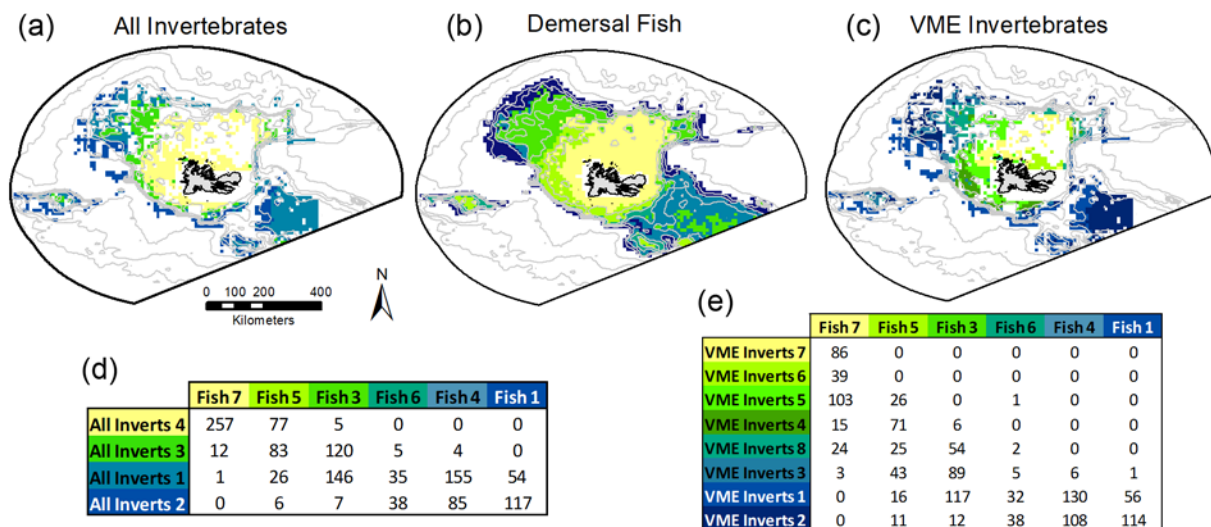 (a) All Invertebrates
(b) Demersal Fish
(c) VME Invertebrates
N
0 100 200 400
Kilometers
(d)
Fish 7 Fish 5 Fish 3 Fish 6 Fish 4 Fish 1
All Inverts 4 257 77 5 0 0 0
All Inverts 3 12 83 120 5 4 0
All Inverts 1 1 26 146 35 155 54
All Inverts 2 0 6 7 38 85 117
(e)
Fish 7 Fish 5 Fish 3 Fish 6 Fish 4 Fish 1
VME Inverts 7 86 0 0 0 0 0
VME Inverts 6 39 0 0 0 0 0
VME Inverts 5 103 26 0 1 0 0
VME Inverts 4 15 71 6 0 0 0
VME Inverts 8 24 25 54 2 0 0
VME Inverts 3 3 43 89 5 6 1
VME Inverts 1 0 16 117 32 130 56
VME Inverts 2 0 11 12 38 108 114